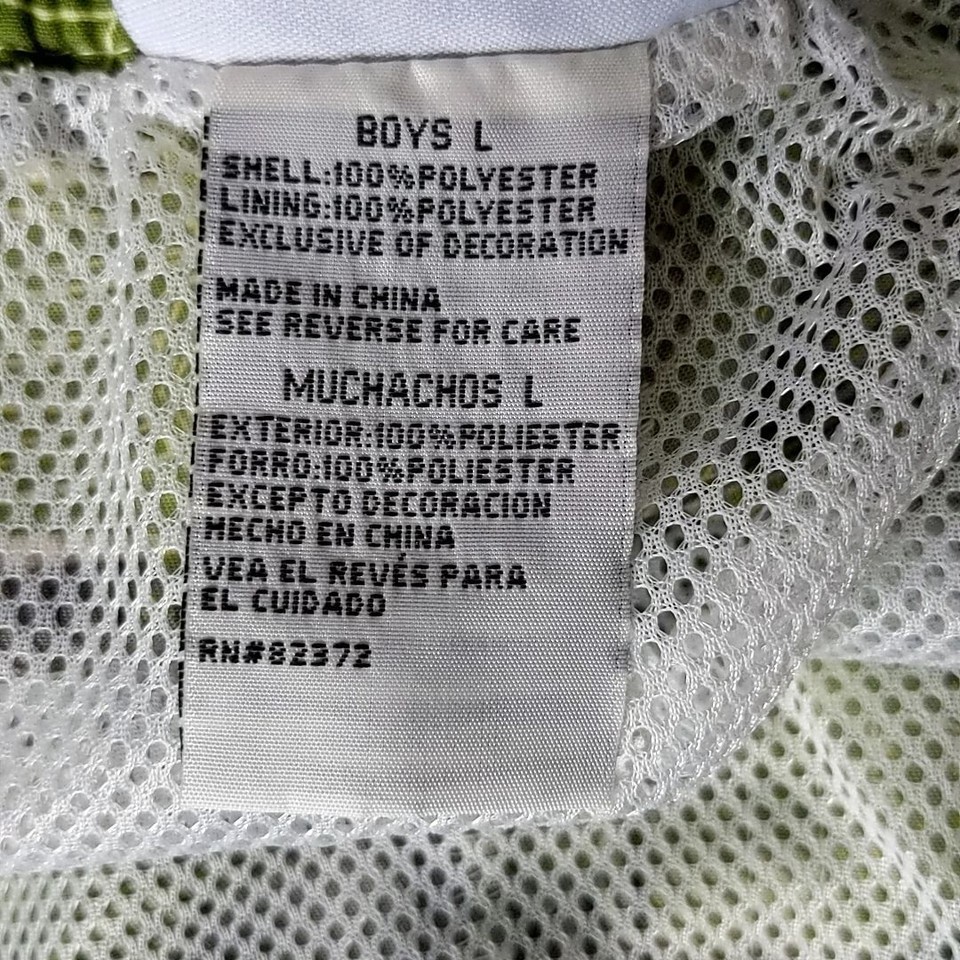 BOYS L
SHELL:100%POLYESTER
LINING:100%POLYESTER
EXCLUSIVE OF DECORATION
MADE IN CHINA
SEE REVERSE FOR CARE
MUCHACHOS L
EXTERIOR:100%POLIESTER
FORRO:100%POLIESTER
EXCEPTO DECORACION
HECHO EN CHINA
VEA EL REVÉS PARA
EL CUIDADO
RN#82372